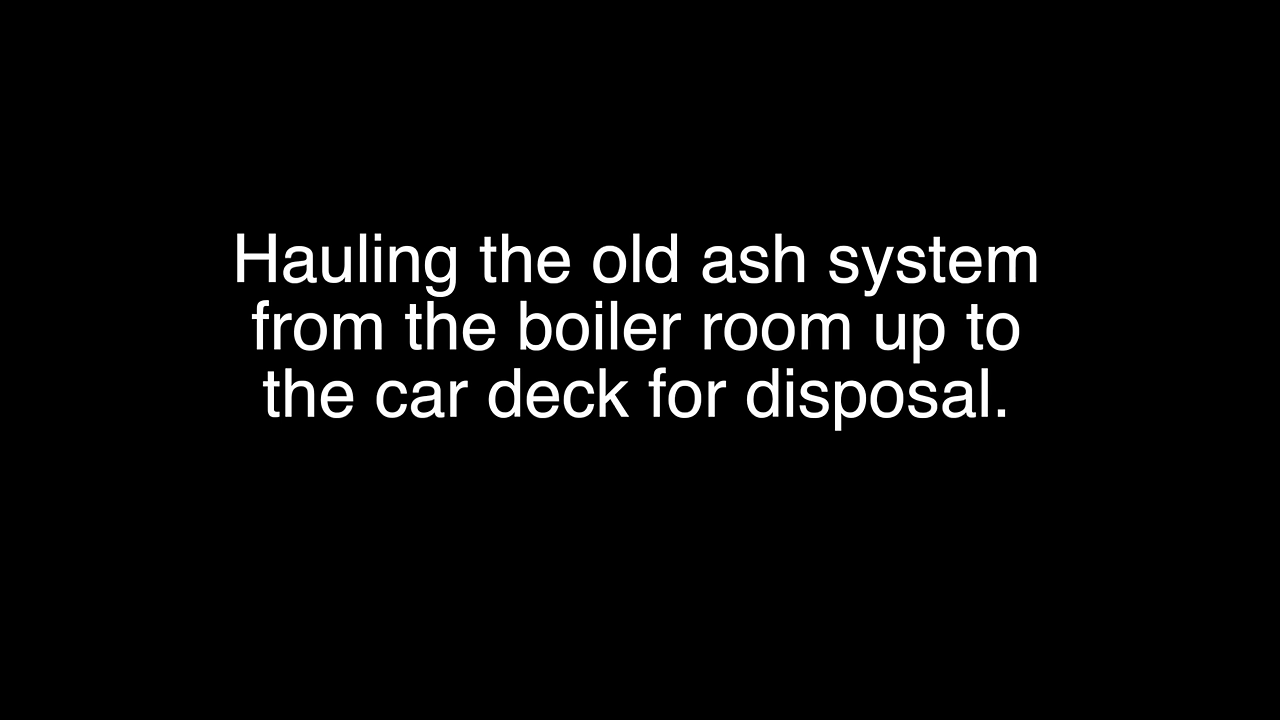 Hauling the old ash system
from the boiler room up to
the car deck for disposal.